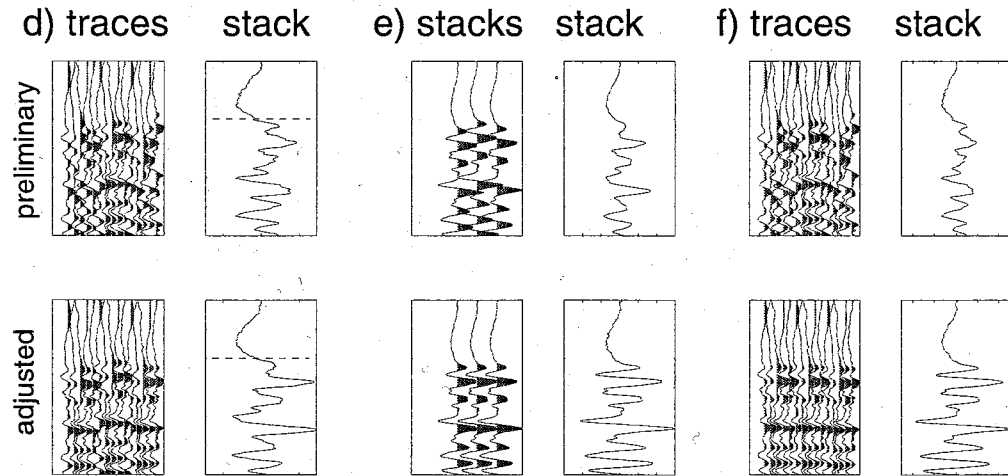 d) traces stack e) stacks stack f) traces stack
preliminary
adjusted